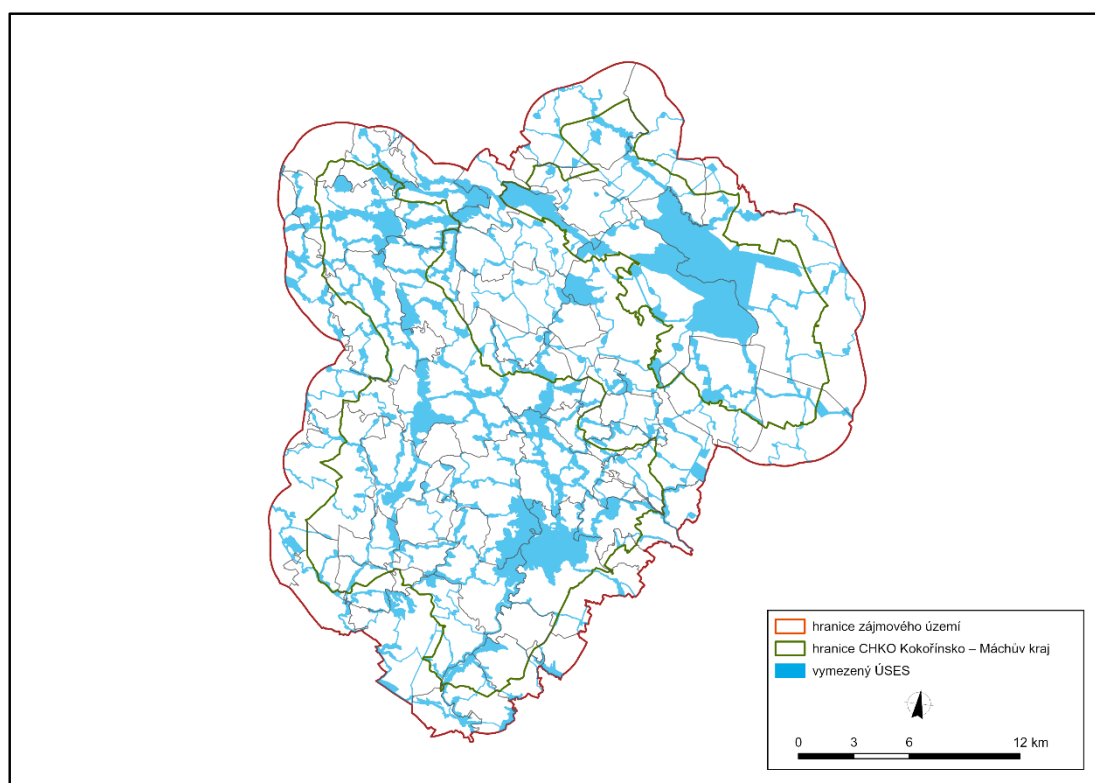 hranice zájmového území
hranice CHKO Kokořínsko – Máchův kraj
vymezený ÚSES
0 3 6 12 km